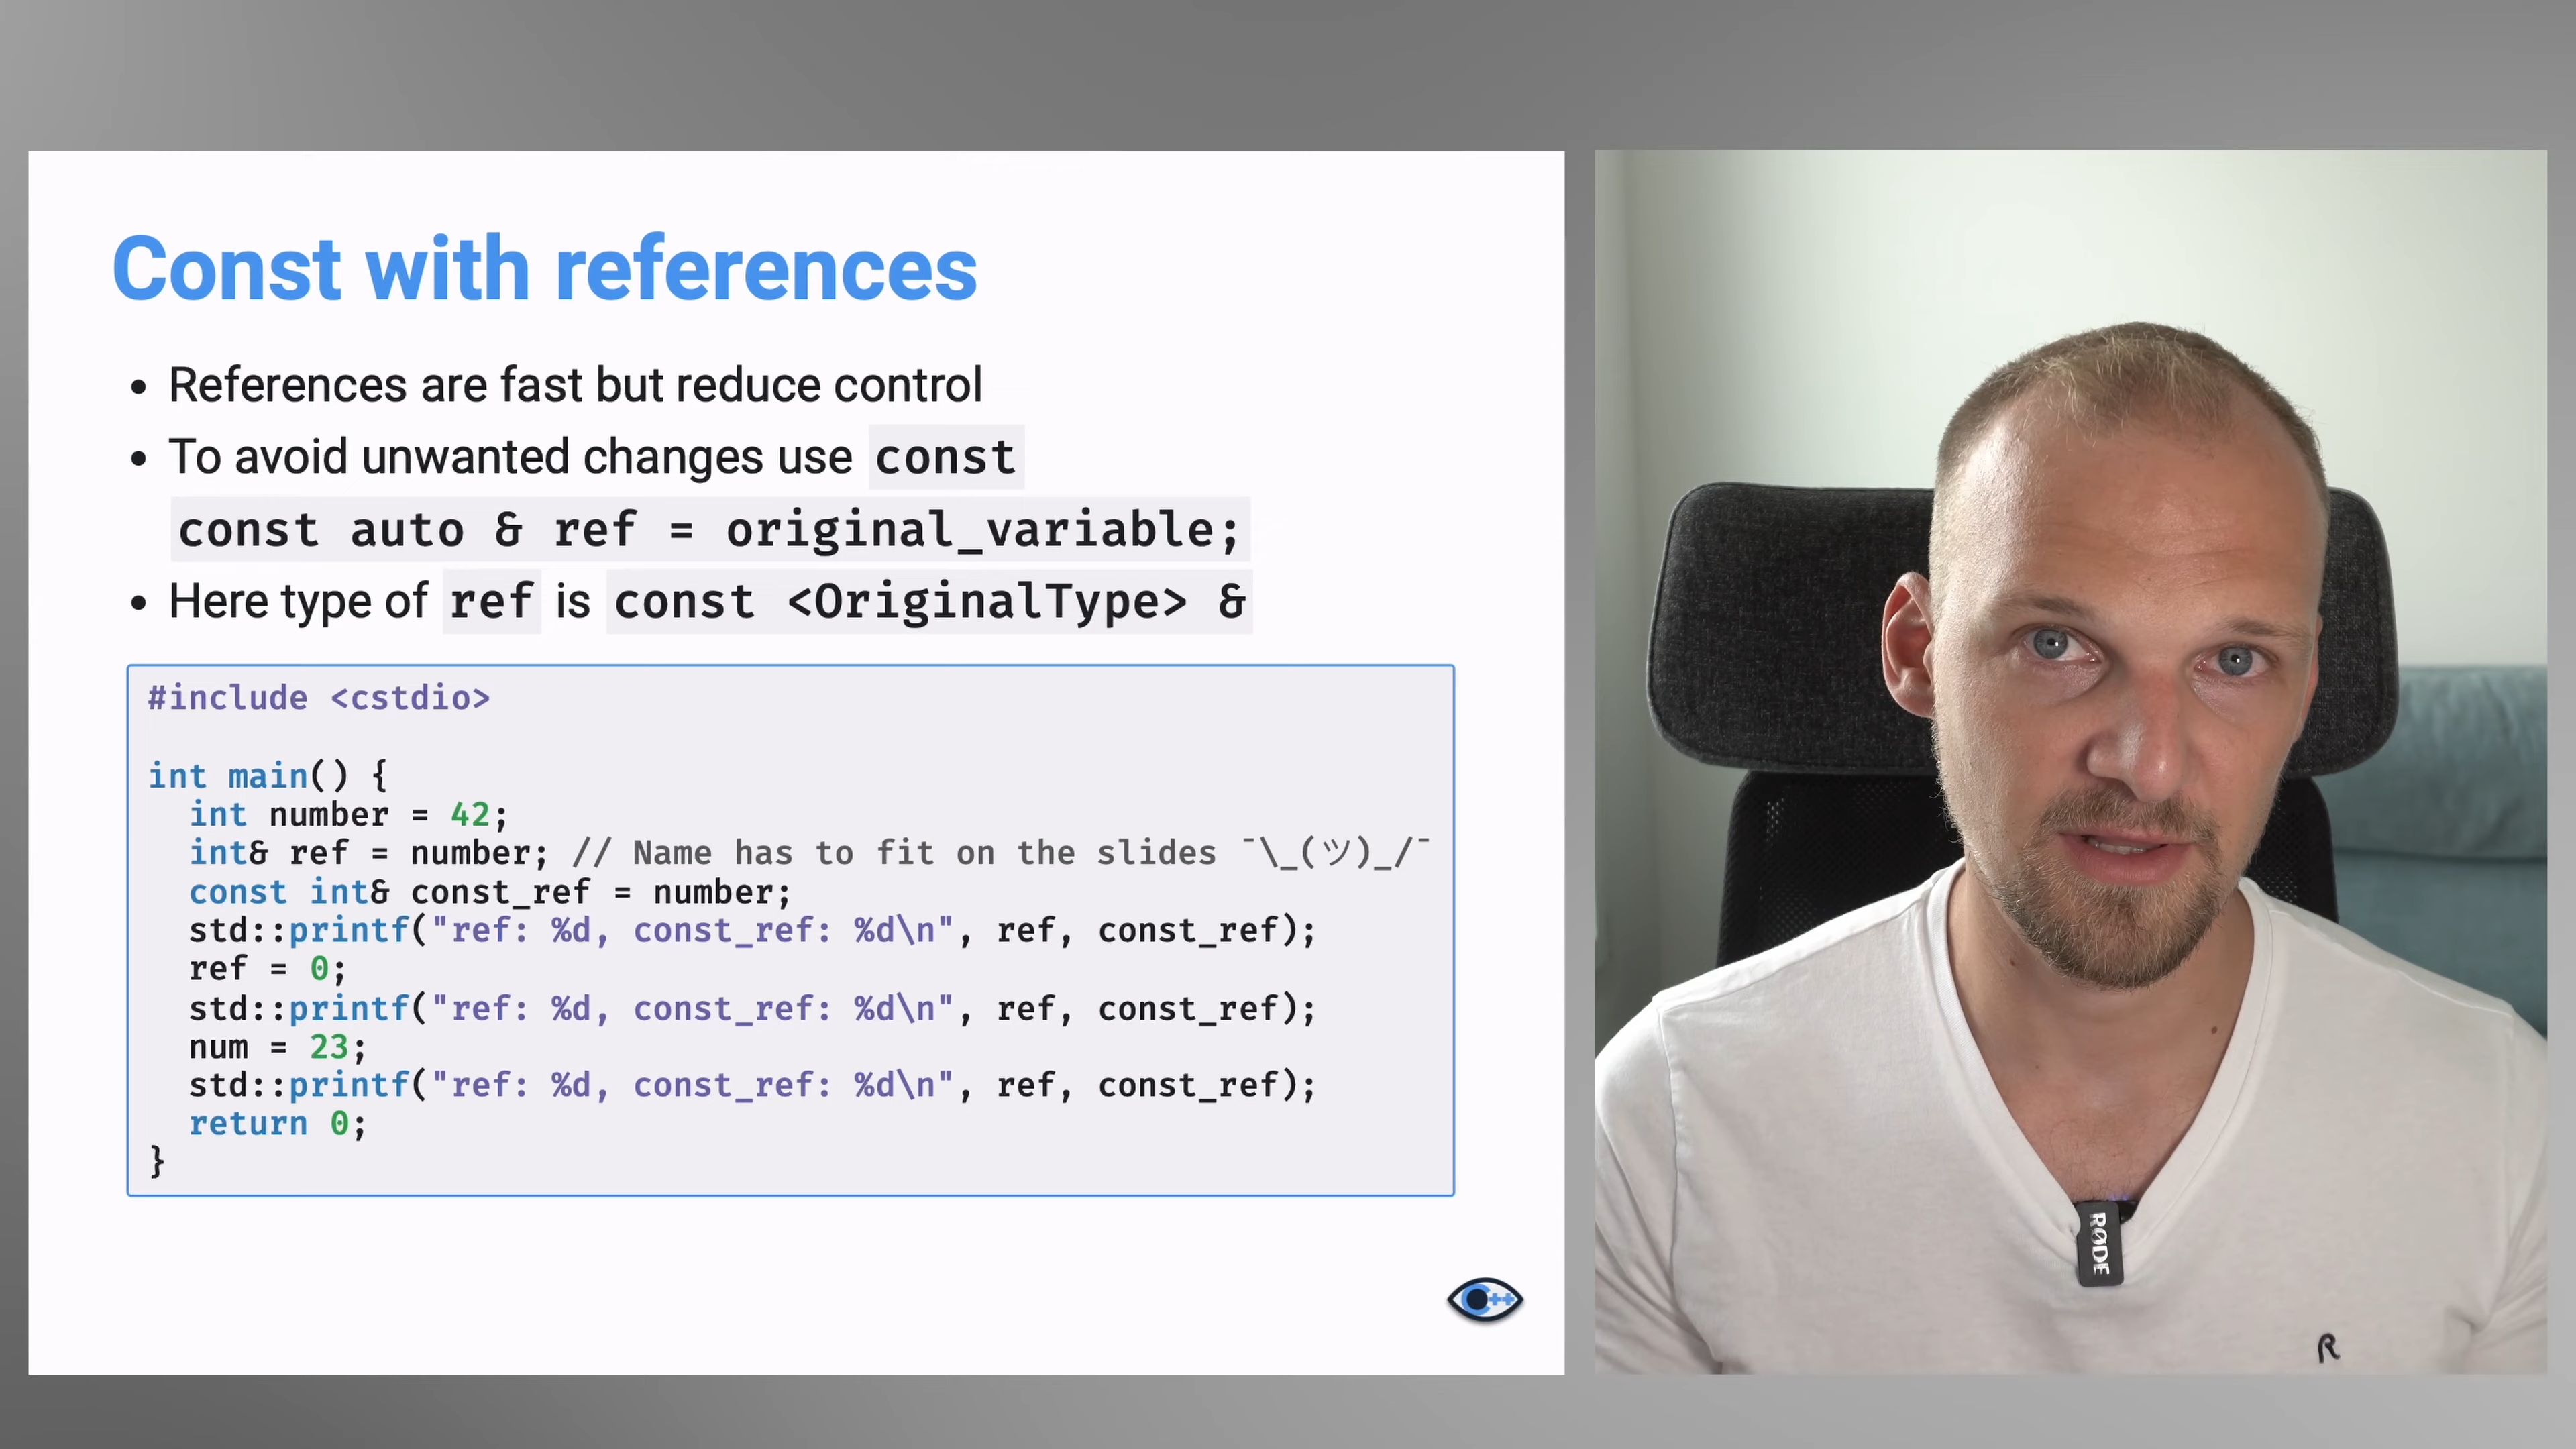 Const with references
• References are fast but reduce control
• To avoid unwanted changes use const
const auto & ref = original_variable;
• Here type of ref is const <OriginalType> &
#include <cstdio>
int main() {
  int number = 42;
  int& ref = number; // Name has to fit on the slides ¯\_(ツ)_/¯
  const int& const_ref = number;
  std::printf("ref: %d, const_ref: %d\n", ref, const_ref);
  ref = 0;
  std::printf("ref: %d, const_ref: %d\n", ref, const_ref);
  num = 23;
  std::printf("ref: %d, const_ref: %d\n", ref, const_ref);
  return 0;
}
C++
RØDE
R